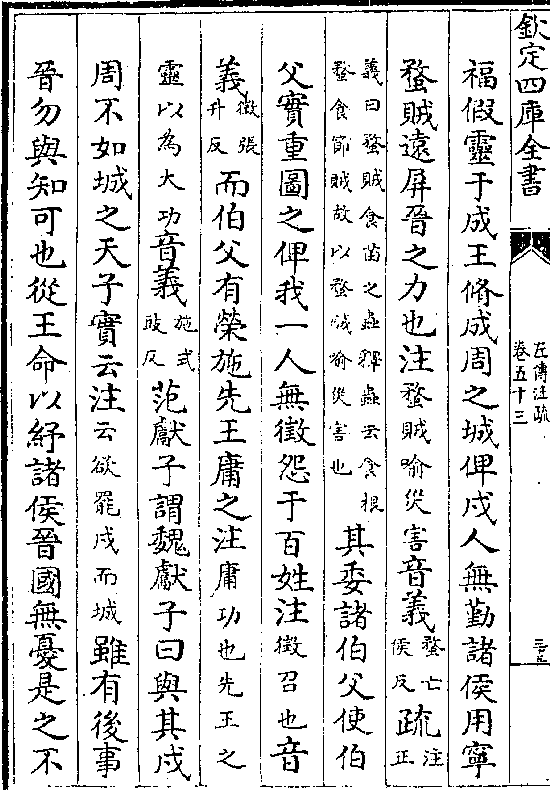 欽定四庫全書
左傳注疏
卷五十三
三十五
福假靈于成王脩成周之城俾戍人無勤諸侯用寧
蝥賊遠屏晉之力也注蝥賊喻災害音義蝥亡侯反疏注正
義曰蝥賊食苗之蟲釋蟲云食根蝥食節賊故以蝥賊喻災害也其委諸伯父使伯
父實重圖之俾我一人無徵怨于百姓注徵召也音
義徵張升反而伯父有榮施先王庸之注庸功也先王之
靈以為大功音義施式豉反范獻子謂魏獻子曰與其戍
周不如城之天子實云注云欲罷戍而城雖有後事
晉勿與知可也從王命以紓諸侯晉國無憂是之不